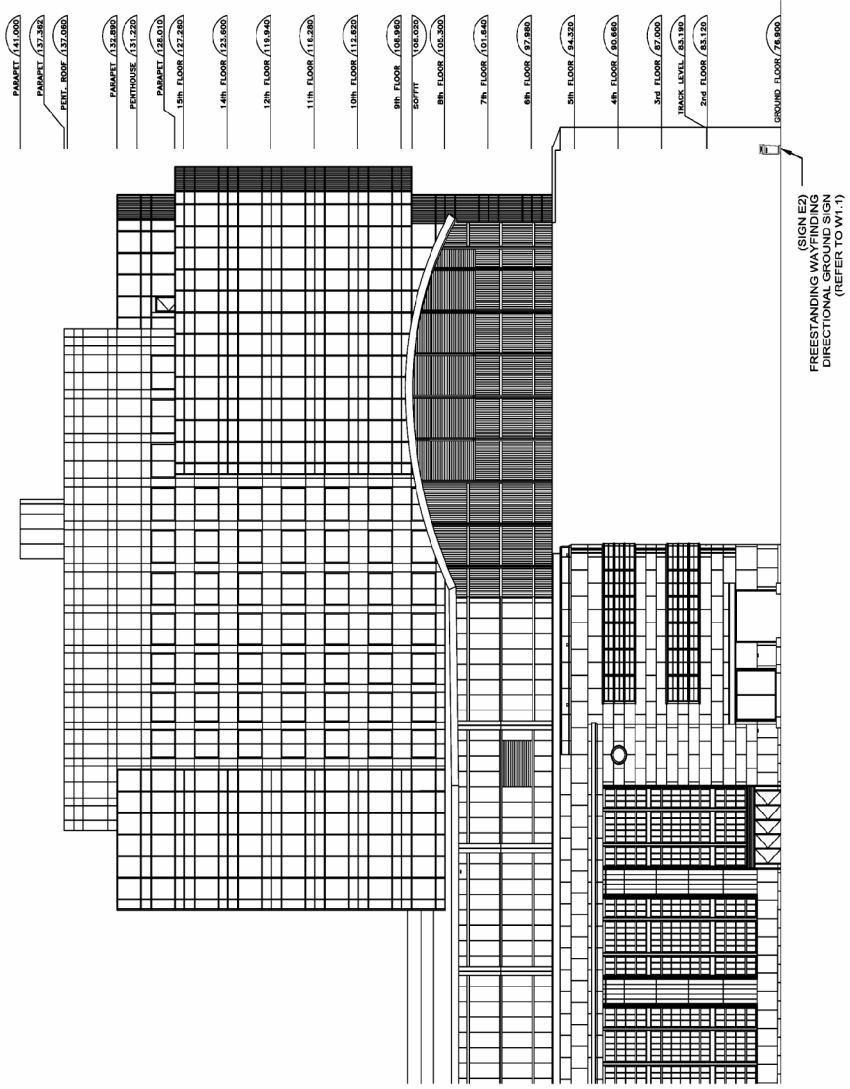 PARAPET 141.000
PARAPET 137.362
PENT. ROOF 137.060
PARAPET 132.890
PENTHOUSE 131.220
PARAPET 128.010
15th FLOOR 127.260
14th FLOOR 123.600
12th FLOOR 119.940
11th FLOOR 116.280
10th FLOOR 112.620
9th FLOOR 108.960
SOFFIT 108.020
8th FLOOR 105.300
7th FLOOR 101.640
6th FLOOR 97.980
5th FLOOR 94.320
4th FLOOR 90.660
3rd FLOOR 87.000
TRACK LEVEL 83.190
2nd FLOOR 83.120
GROUND FLOOR 76.900
(SIGN E2)
FREESTANDING WAYFINDING
DIRECTIONAL GROUND SIGN
(REFER TO W1.1)